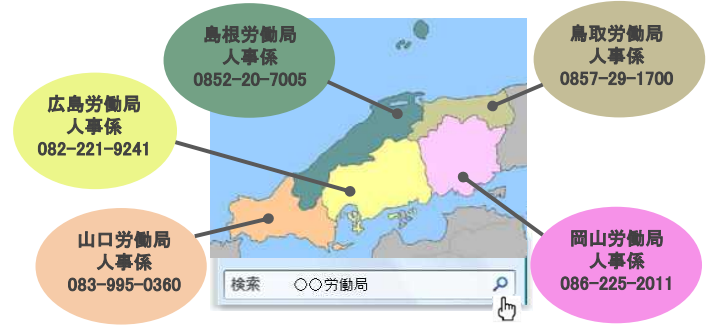 島根労働局
人事係
0852-20-7005
鳥取労働局
人事係
0857-29-1700
広島労働局
人事係
082-221-9241
山口労働局
人事係
083-995-0360
岡山労働局
人事係
086-225-2011
検索 ○○労働局